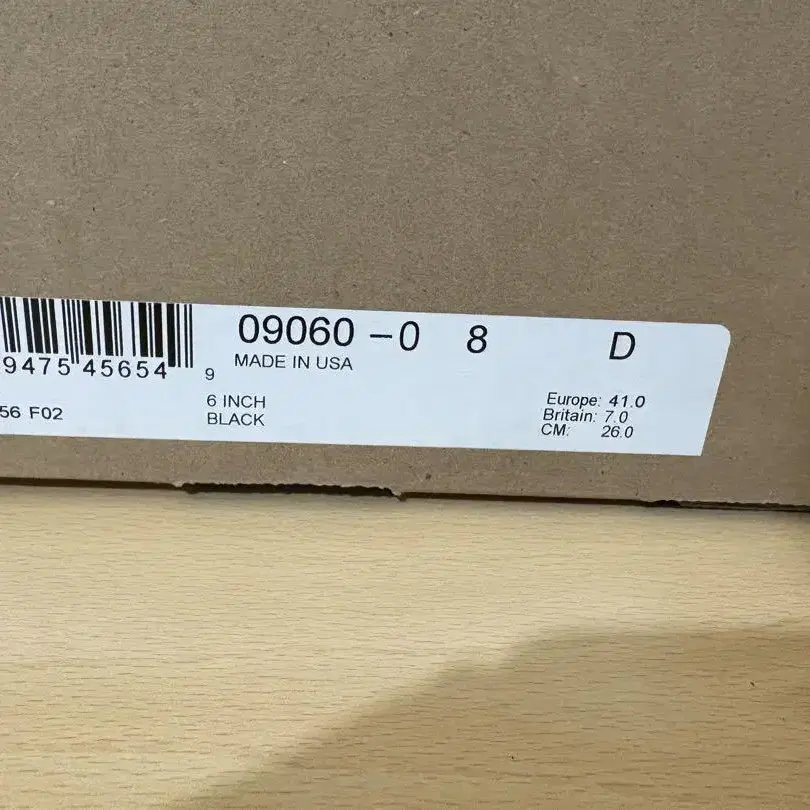 09060 -0 8 D
MADE IN USA
9475 45654 9
6 INCH
BLACK
56 F02
Europe: 41.0
Britain: 7.0
CM: 26.0